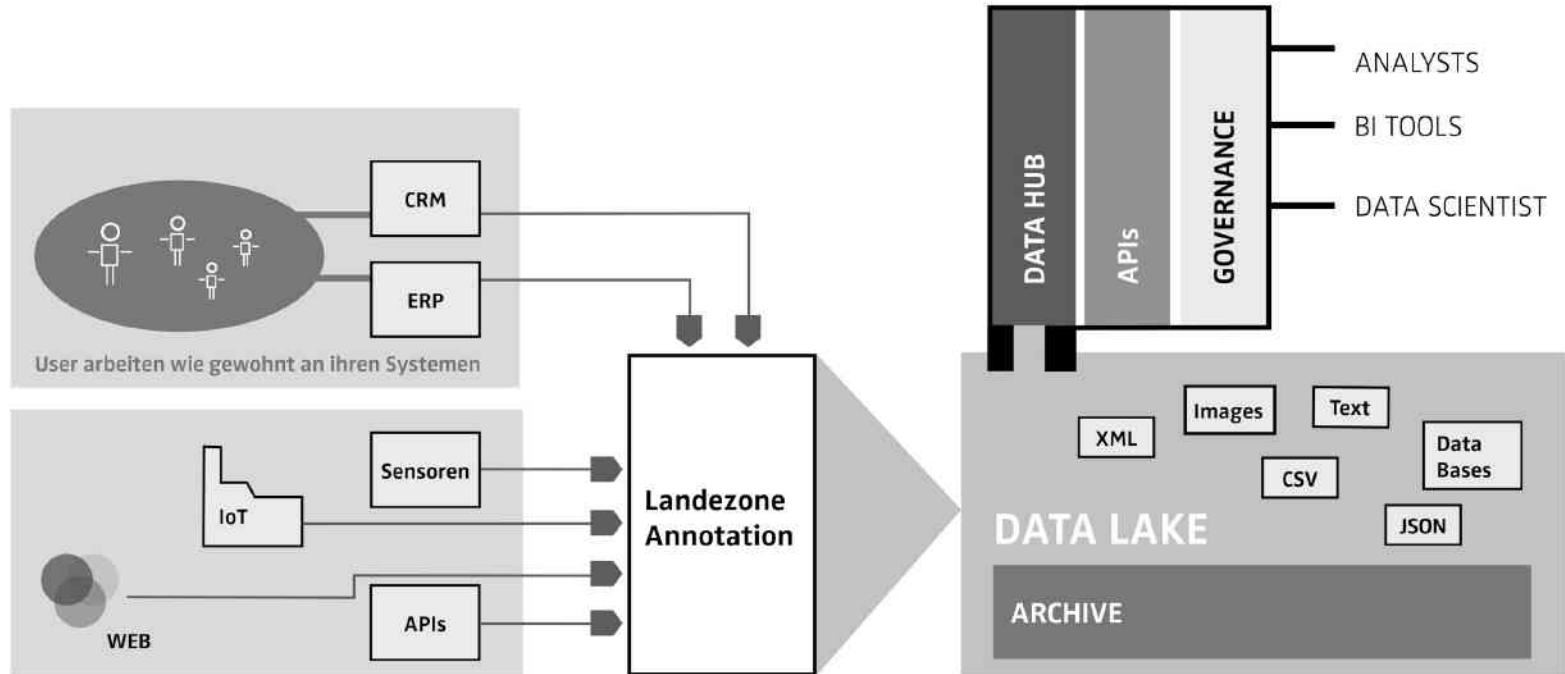 CRM
ERP
User arbeiten wie gewohnt an ihren Systemen
Sensoren
IoT
WEB
APIs
Landezone
Annotation
DATA HUB
APIs
GOVERNANCE
ANALYSTS
BI TOOLS
DATA SCIENTIST
XML
Images
Text
CSV
Data
Bases
JSON
DATA LAKE
ARCHIVE